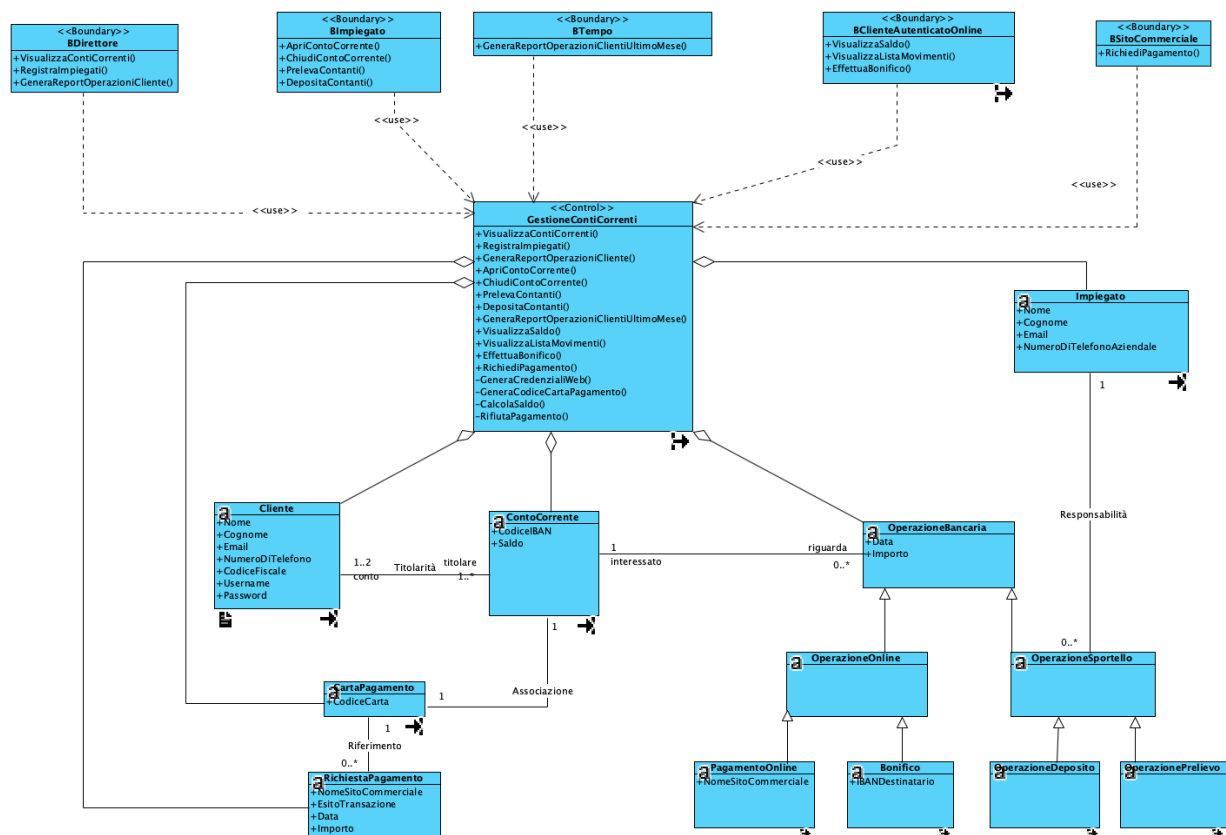 <<Boundary>>
BDirettore
+VisualizzaContiCorrenti()
+RegistraImpiegati()
+GeneraReportOperazioniCliente()
<<Boundary>>
BImpiegato
+ApriContoCorrente()
+ChiudiContoCorrente()
+PrelevaContanti()
+DepositaContanti()
<<Boundary>>
BTempo
+GeneraReportOperazioniClientiUltimoMese()
<<Boundary>>
BClienteAutenticatoOnline
+VisualizzaSaldo()
+VisualizzaListaMovimenti()
+EffettuaBonifico()
<<Boundary>>
BSitoCommerciale
+RichiediPagamento()
<<use>>
<<use>>
<<use>>
<<use>>
<<use>>
<<Control>>
GestioneContiCorrenti
+VisualizzaContiCorrenti()
+RegistraImpiegati()
+GeneraReportOperazioniCliente()
+ApriContoCorrente()
+ChiudiContoCorrente()
+PrelevaContanti()
+DepositaContanti()
+GeneraReportOperazioniClientiUltimoMese()
+VisualizzaSaldo()
+VisualizzaListaMovimenti()
+EffettuaBonifico()
+RichiediPagamento()
-GeneraCredenzialiWeb()
-GeneraCodiceCartaPagamento()
-CalcolaSaldo()
-RifiutaPagamento()
a
Impiegato
+Nome
+Cognome
+Email
+NumeroDiTelefonoAziendale
1
Responsabilità
0..*
a
Cliente
+Nome
+Cognome
+Email
+NumeroDiTelefono
+CodiceFiscale
+Username
+Password
1..2
conto
Titolarità
titolare
1..*
a
ContoCorrente
+CodiceIBAN
+Saldo
1
interessato
riguarda
0..*
a
OperazioneBancaria
+Data
+Importo
1
Associazione
1
a
CartaPagamento
+CodiceCarta
1
Riferimento
0..*
a
RichiestaPagamento
+NomeSitoCommerciale
+EsitoTransazione
+Data
+Importo
a
OperazioneOnline
a
OperazioneSportello
a
PagamentoOnline
+NomeSitoCommerciale
a
Bonifico
+IBANDestinatario
a
OperazioneDeposito
a
OperazionePrelievo